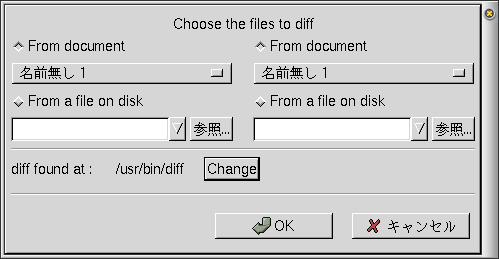 Choose the files to diff
From document From document
名前無し 1 名前無し 1
From a file on disk From a file on disk
参照... 参照...
diff found at : /usr/bin/diff Change
OK キャンセル